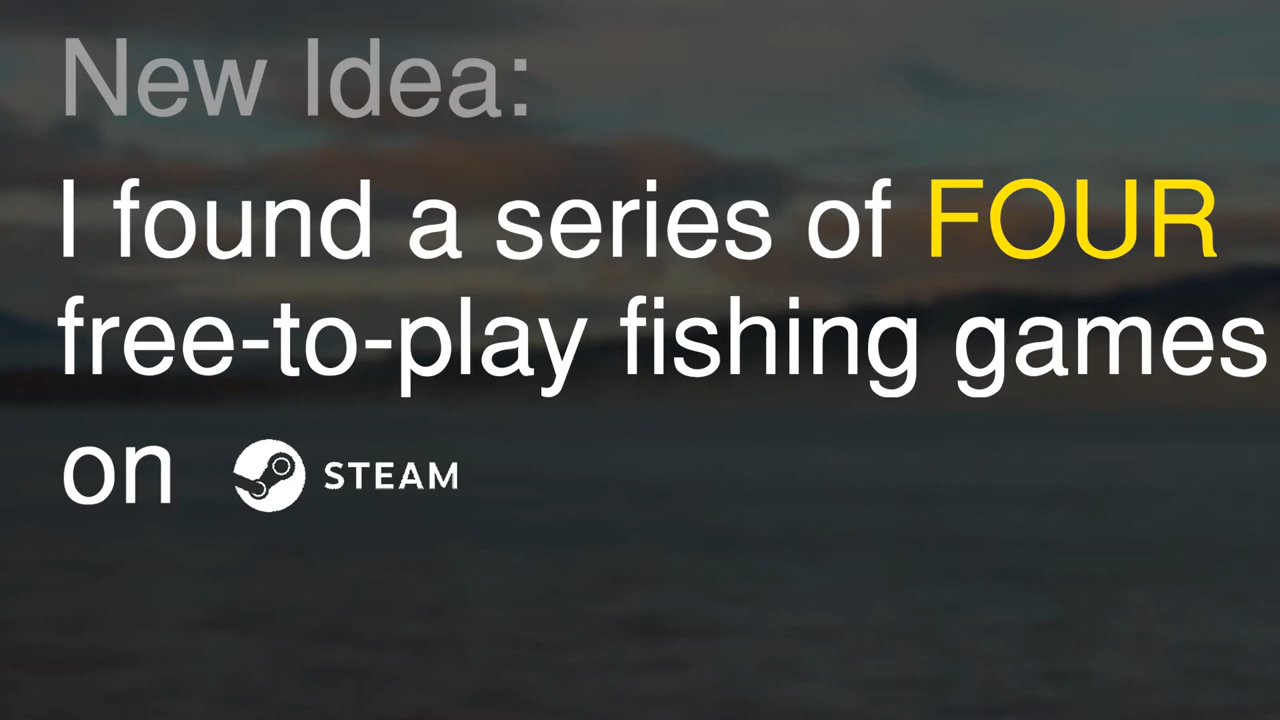 New Idea:
I found a series of FOUR
free-to-play fishing games
on STEAM